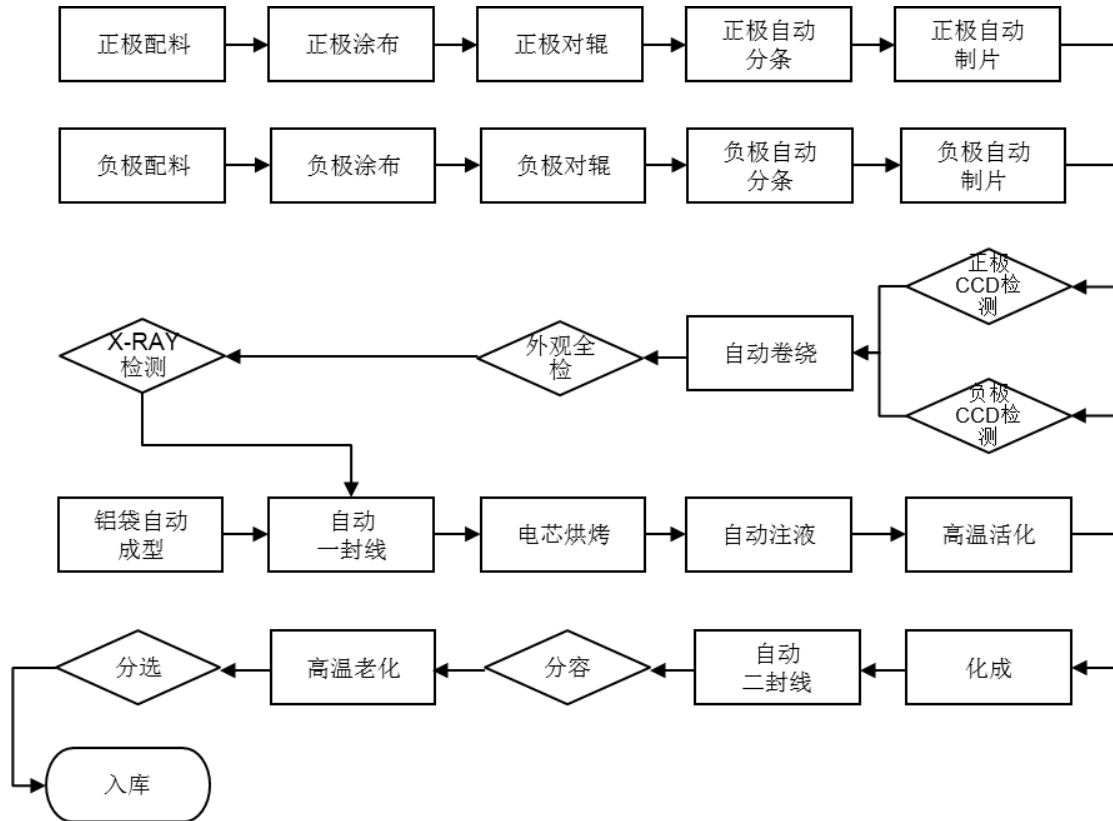 正极配料
正极涂布
正极对辊
正极自动
分条
正极自动
制片
负极配料
负极涂布
负极对辊
负极自动
分条
负极自动
制片
正极
CCD检
测
X-RAY
检测
外观全
检
自动卷绕
负极
CCD检
测
铝袋自动
成型
自动
一封线
电芯烘烤
自动注液
高温活化
分选
高温老化
分容
自动
二封线
化成
入库